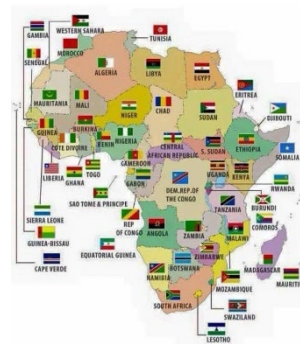 WESTERN SAHARA
GAMBIA
TUNISIA
MOROCCO
SENEGAL
ALGERIA
LIBYA
EGYPT
ERITREA
MAURITANIA
MALI
NIGER
CHAD
SUDAN
DJIBOUTI
GUINEA
BURKINA
NIGERIA
CÔTE D'IVOIRE
BENIN
CENTRAL
AFRICAN REPUBLIC
S. SUDAN
ETHIOPIA
SOMALIA
LIBERIA
GHANA
TOGO
CAMEROON
UGANDA
KENYA
RWANDA
GABON
SAO TOME & PRINCIPE
DEM.REP.OF
THE CONGO
BURUNDI
TANZANIA
SIERRA LEONE
REP
OF CONGO
COMOROS
GUINEA-BISSAU
ANGOLA
MALAWI
EQUATORIAL GUINEA
ZAMBIA
CAPE VERDE
ZIMBABWE
MADAGASCAR
NAMIBIA
BOTSWANA
MAURIT
MOZAMBIQUE
SOUTH AFRICA
SWAZILAND
LESOTHO